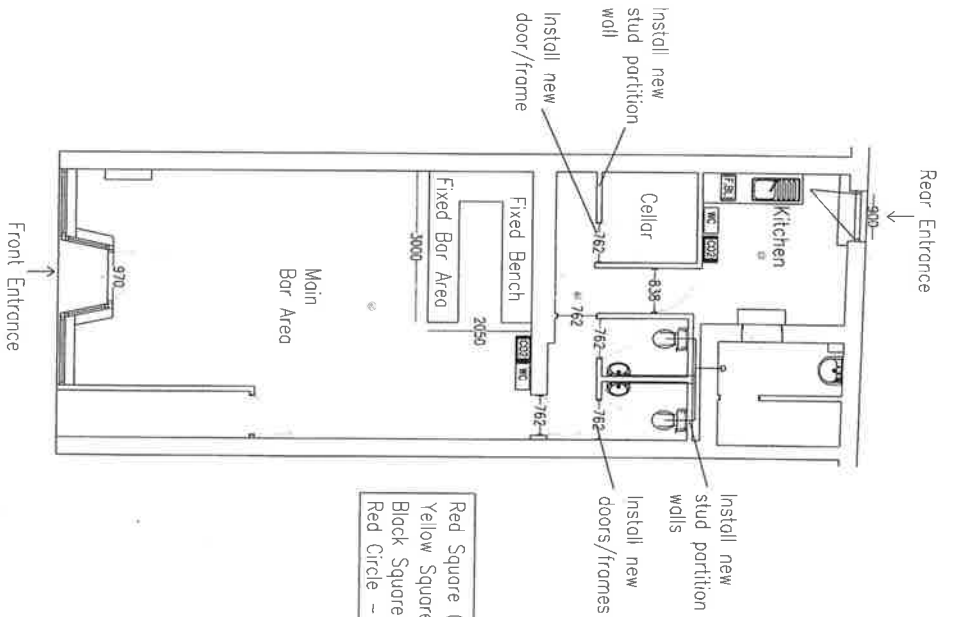 Rear Entrance
900
Install new
stud partition
wall
Install new
door/frame
Kitchen
WC
CO2
Cellar
762
838
762
762
762
Install new
stud partition
walls
Install new
doors/frames
Fixed Bench
Fixed Bar Area
3000
2050
CO2
WC
762
Main
Bar Area
970
Front Entrance
Red Square
Yellow Square
Black Square
Red Circle -